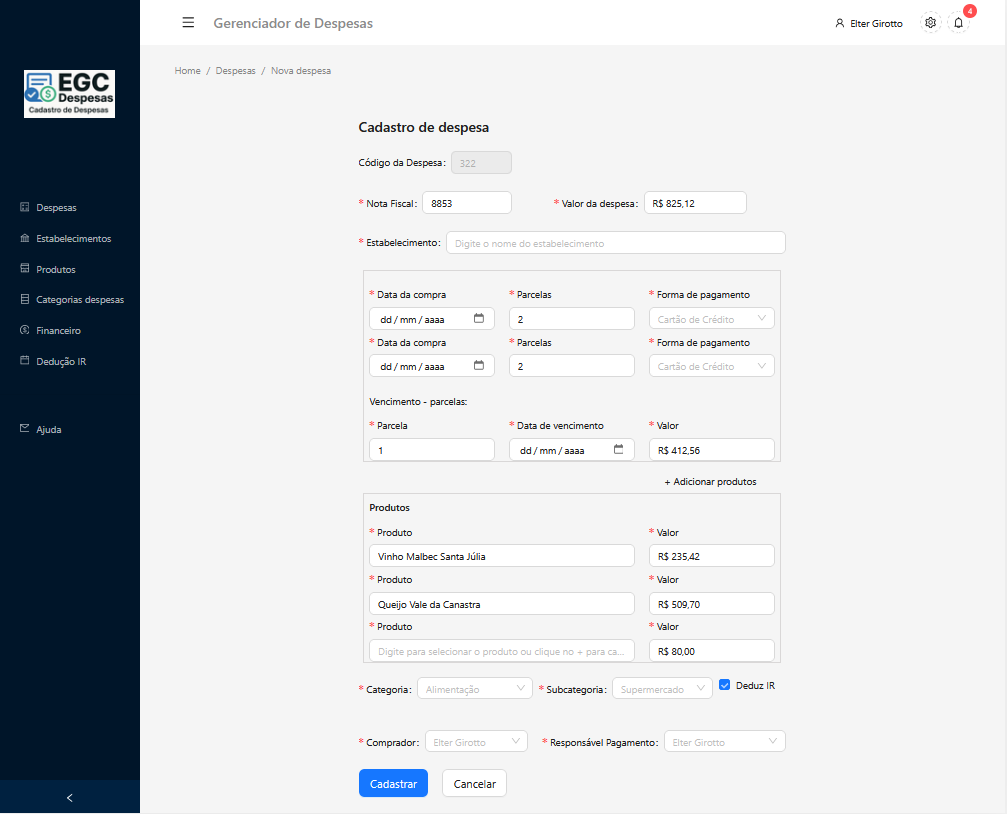 Gerenciador de Despesas
Elter Girotto
4
EGC
Despesas
Cadastro de Despesas
Despesas
Estabelecimentos
Produtos
Categorias despesas
Financeiro
Dedução IR
Ajuda
Home / Despesas / Nova despesa
Cadastro de despesa
Código da Despesa: 322
* Nota Fiscal: 8853 * Valor da despesa: R$ 825,12
* Estabelecimento: Digite o nome do estabelecimento
* Data da compra * Parcelas * Forma de pagamento
dd/mm/aaaa 2 Cartão de Crédito
* Data da compra * Parcelas * Forma de pagamento
dd/mm/aaaa 2 Cartão de Crédito
Vencimento - parcelas:
* Parcela * Data de vencimento * Valor
1 dd/mm/aaaa R$ 412,56
+ Adicionar produtos
Produtos
* Produto * Valor
Vinho Malbec Santa Júlia R$ 235,42
* Produto * Valor
Queijo Vale da Canastra R$ 509,70
* Produto * Valor
Digite para selecionar o produto ou clique no + para ca... R$ 80,00
* Categoria: Alimentação * Subcategoria: Supermercado Deduz IR
* Comprador: Elter Girotto * Responsável Pagamento: Elter Girotto
Cadastrar Cancelar